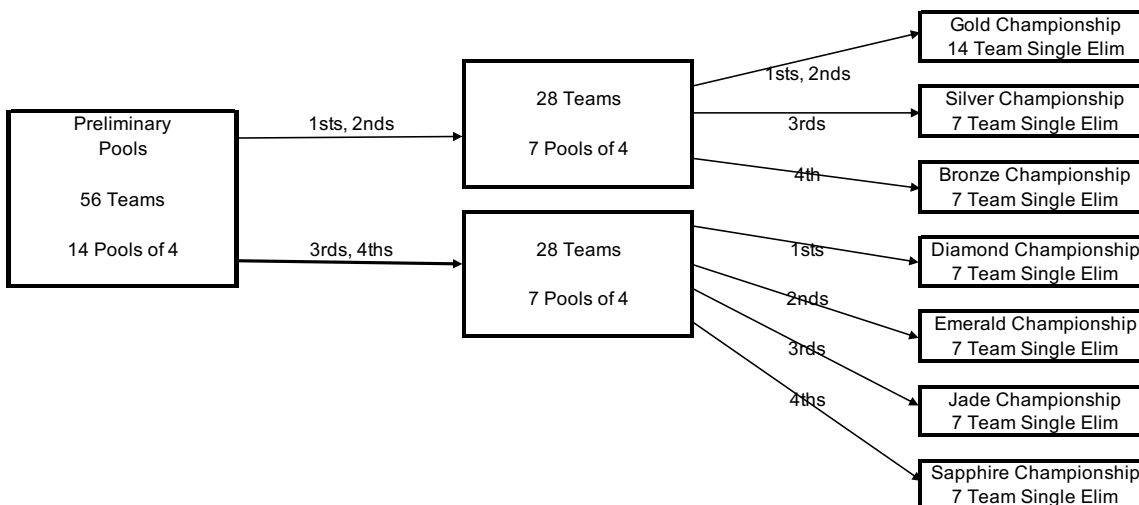 Preliminary
Pools
56 Teams
14 Pools of 4
1sts, 2nds
3rds, 4ths
28 Teams
7 Pools of 4
28 Teams
7 Pools of 4
1sts, 2nds
3rds
4th
1sts
2nds
3rds
4ths
Gold Championship
14 Team Single Elim
Silver Championship
7 Team Single Elim
Bronze Championship
7 Team Single Elim
Diamond Championship
7 Team Single Elim
Emerald Championship
7 Team Single Elim
Jade Championship
7 Team Single Elim
Sapphire Championship
7 Team Single Elim